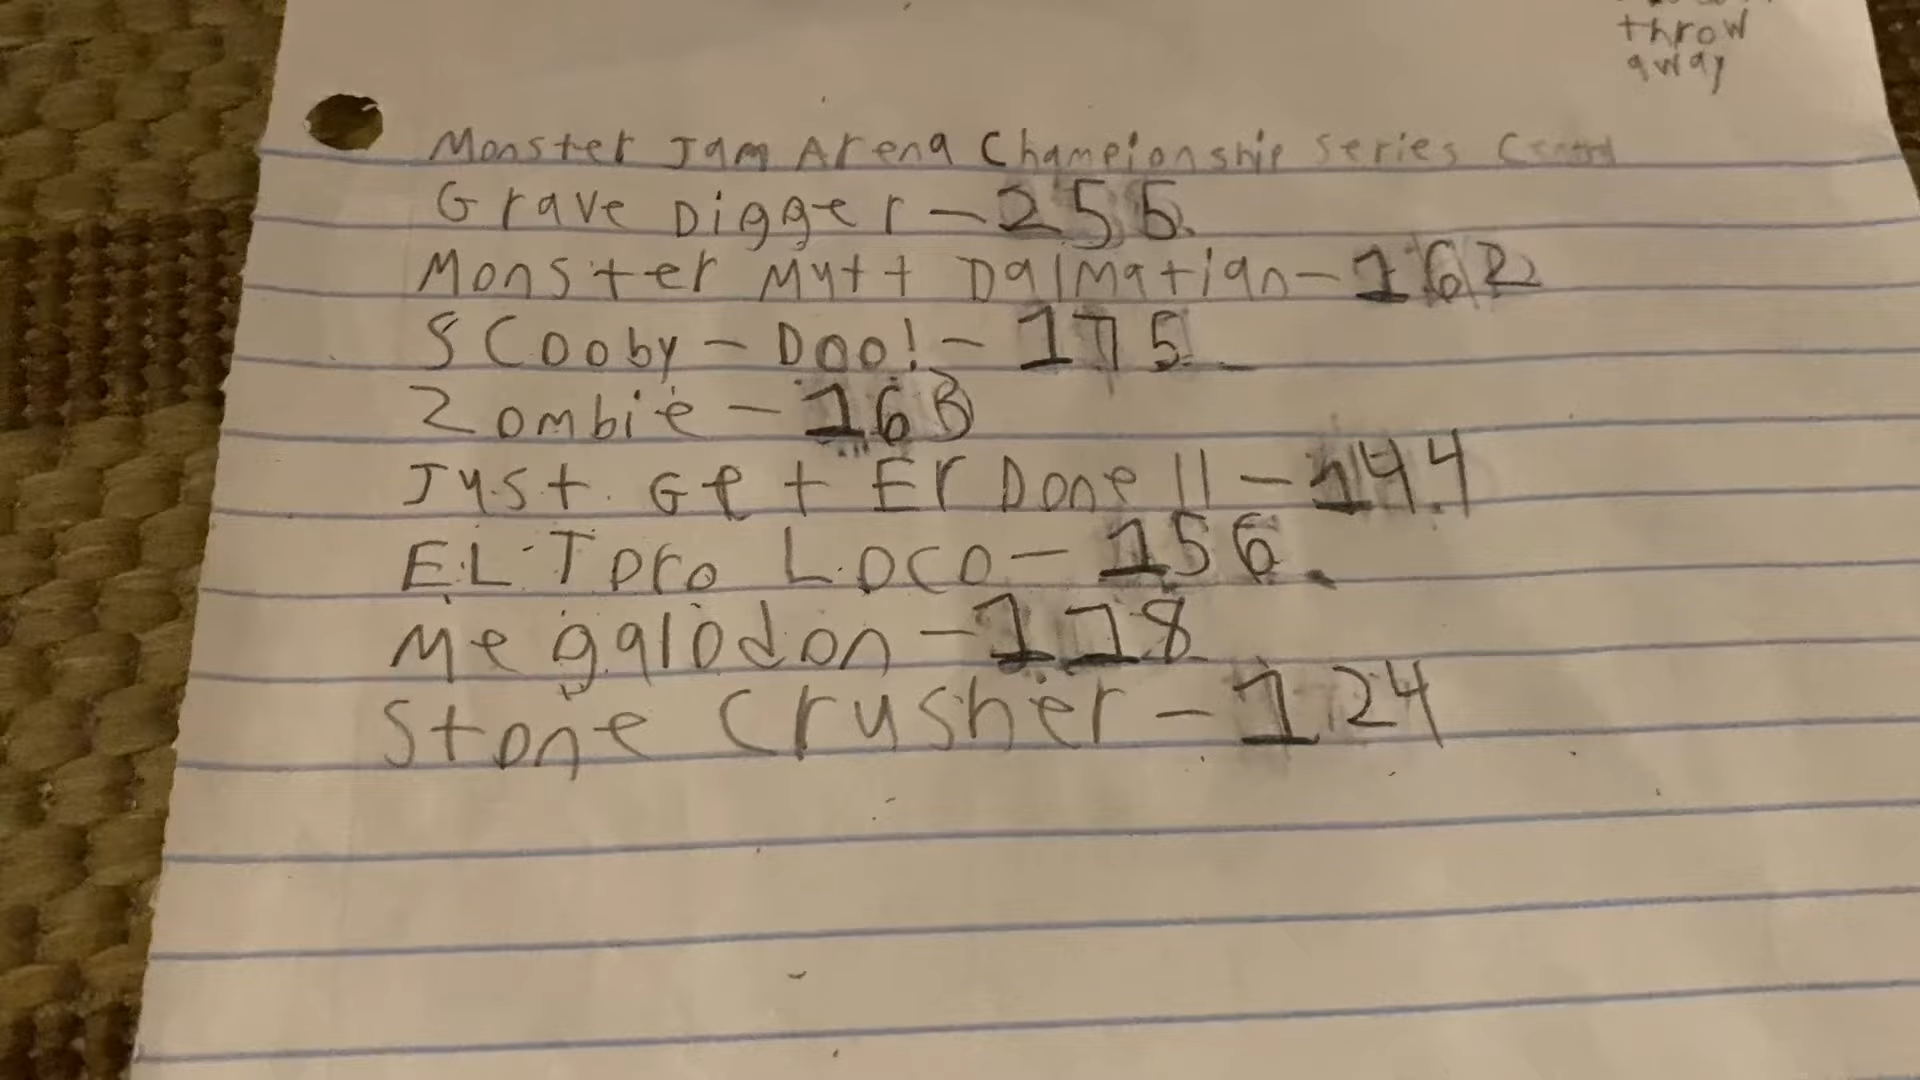 throw
away
Monster Jam Arena Championship Series Central
Grave Digger - 255
Monster Mutt Dalmatian - 162
Scooby - Doo! - 175
Zombie - 163
Just Get Er Done!! - 144
EL Toro Loco - 156
Megalodon - 118
Stone Crusher - 124